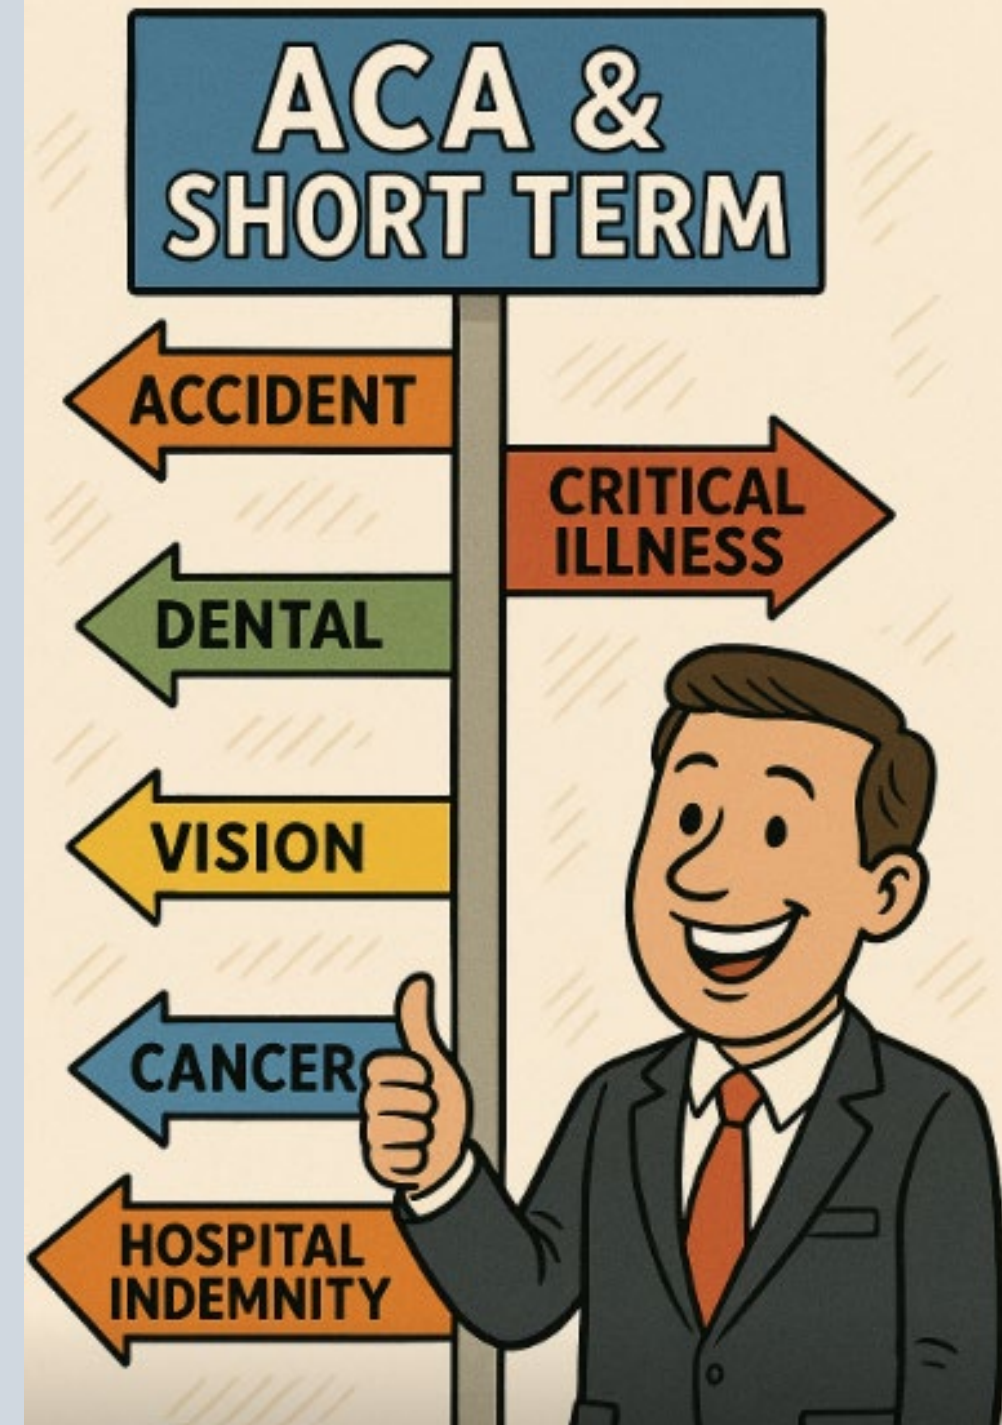 ACA &
SHORT TERM
ACCIDENT
CRITICAL
ILLNESS
DENTAL
VISION
CANCER
HOSPITAL
INDEMNITY